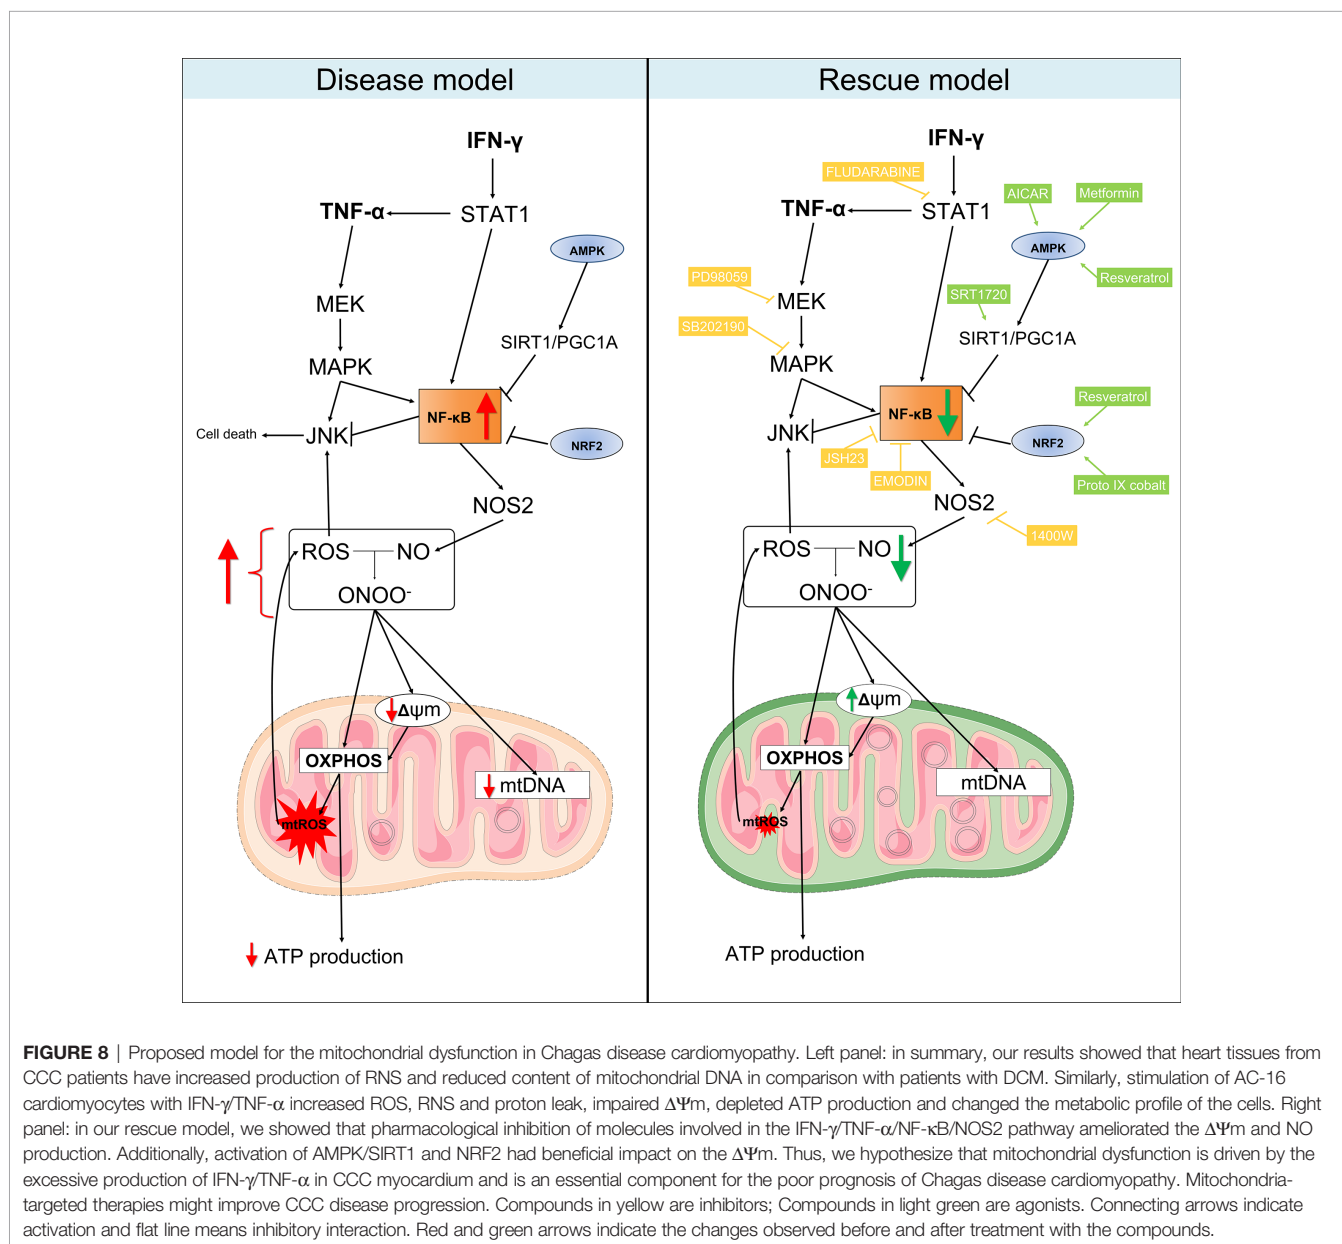 Disease model
IFN-γ
TNF-α
STAT1
AMPK
MEK
SIRT1/PGC1A
MAPK
NF-κB
Cell death
JNK
NRF2
NOS2
ROS
NO
ONOO-
Δψm
OXPHOS
mtDNA
mtROS
ATP production
Rescue model
IFN-γ
FLUDARABINE
AICAR
Metformin
TNF-α
STAT1
AMPK
PD98059
Resveratrol
MEK
SRT1720
SB202190
SIRT1/PGC1A
MAPK
Resveratrol
NF-κB
JNK
NRF2
JSH23
EMODIN
Proto IX cobalt
NOS2
1400W
ROS
NO
ONOO-
Δψm
OXPHOS
mtDNA
mtROS
ATP production
FIGURE 8 | Proposed model for the mitochondrial dysfunction in Chagas disease cardiomyopathy. Left panel: in summary, our results showed that heart tissues from
CCC patients have increased production of RNS and reduced content of mitochondrial DNA in comparison with patients with DCM. Similarly, stimulation of AC-16
cardiomyocytes with IFN-γ/TNF-α increased ROS, RNS and proton leak, impaired ΔΨm, depleted ATP production and changed the metabolic profile of the cells. Right
panel: in our rescue model, we showed that pharmacological inhibition of molecules involved in the IFN-γ/TNF-α/NF-κB/NOS2 pathway ameliorated the ΔΨm and NO
production. Additionally, activation of AMPK/SIRT1 and NRF2 had beneficial impact on the ΔΨm. Thus, we hypothesize that mitochondrial dysfunction is driven by the
excessive production of IFN-γ/TNF-α in CCC myocardium and is an essential component for the poor prognosis of Chagas disease cardiomyopathy. Mitochondria-
targeted therapies might improve CCC disease progression. Compounds in yellow are inhibitors; Compounds in light green are agonists. Connecting arrows indicate
activation and flat line means inhibitory interaction. Red and green arrows indicate the changes observed before and after treatment with the compounds.